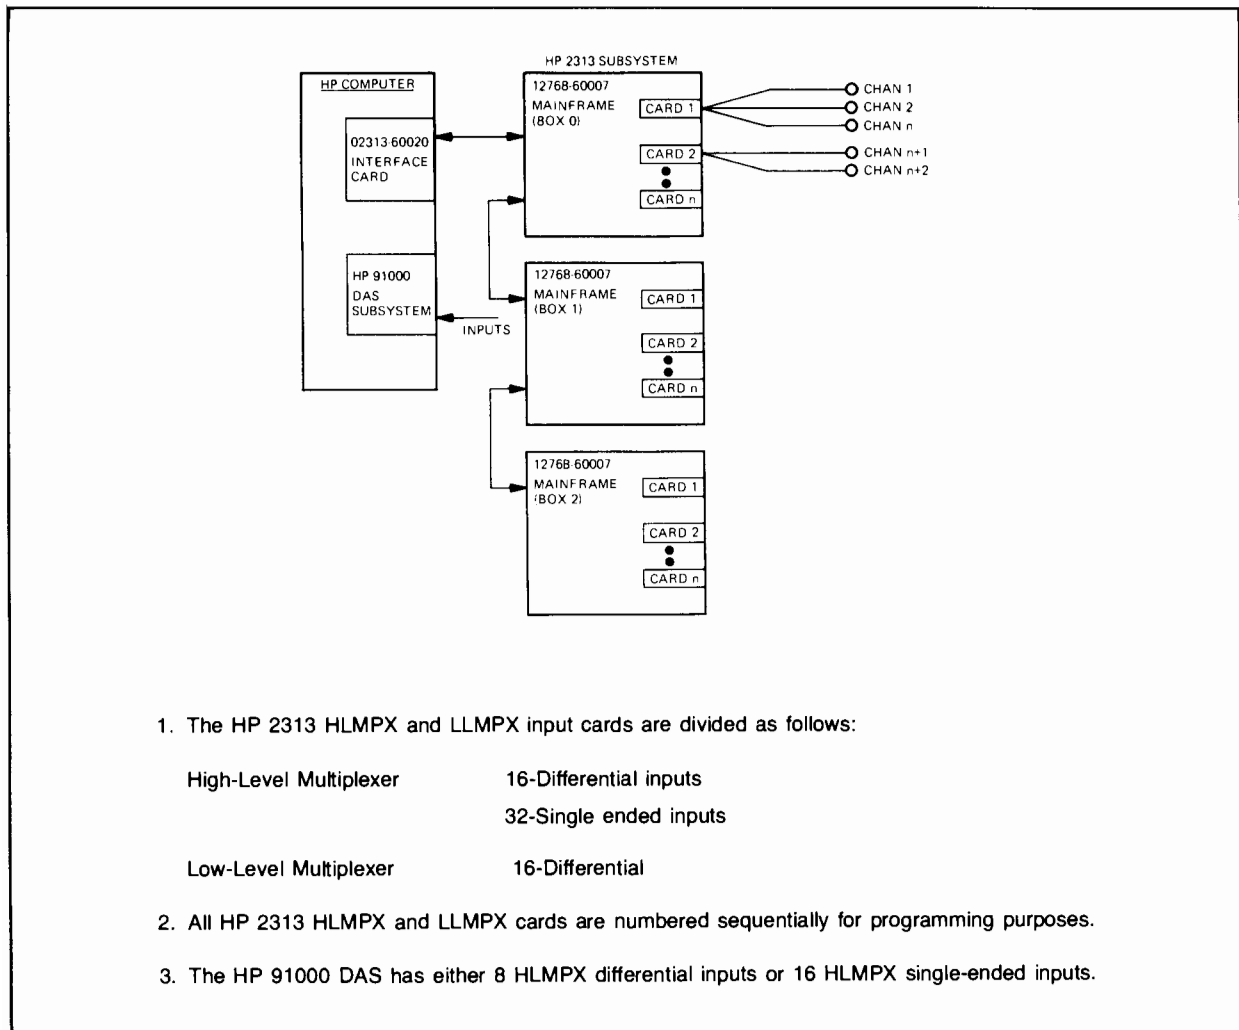 HP 2313 SUBSYSTEM
HP COMPUTER
02313-60020
INTERFACE
CARD
HP 91000
DAS
SUBSYSTEM
INPUTS
12768-60007
MAINFRAME
(BOX 0)
CARD 1
CARD 2
CARD n
CHAN 1
CHAN 2
CHAN n
CHAN n+1
CHAN n+2
12768-60007
MAINFRAME
(BOX 1)
CARD 1
CARD 2
CARD n
12768-60007
MAINFRAME
(BOX 2)
CARD 1
CARD 2
CARD n
1. The HP 2313 HLMPX and LLMPX input cards are divided as follows:
High-Level Multiplexer 16-Differential inputs
32-Single ended inputs
Low-Level Multiplexer 16-Differential
2. All HP 2313 HLMPX and LLMPX cards are numbered sequentially for programming purposes.
3. The HP 91000 DAS has either 8 HLMPX differential inputs or 16 HLMPX single-ended inputs.